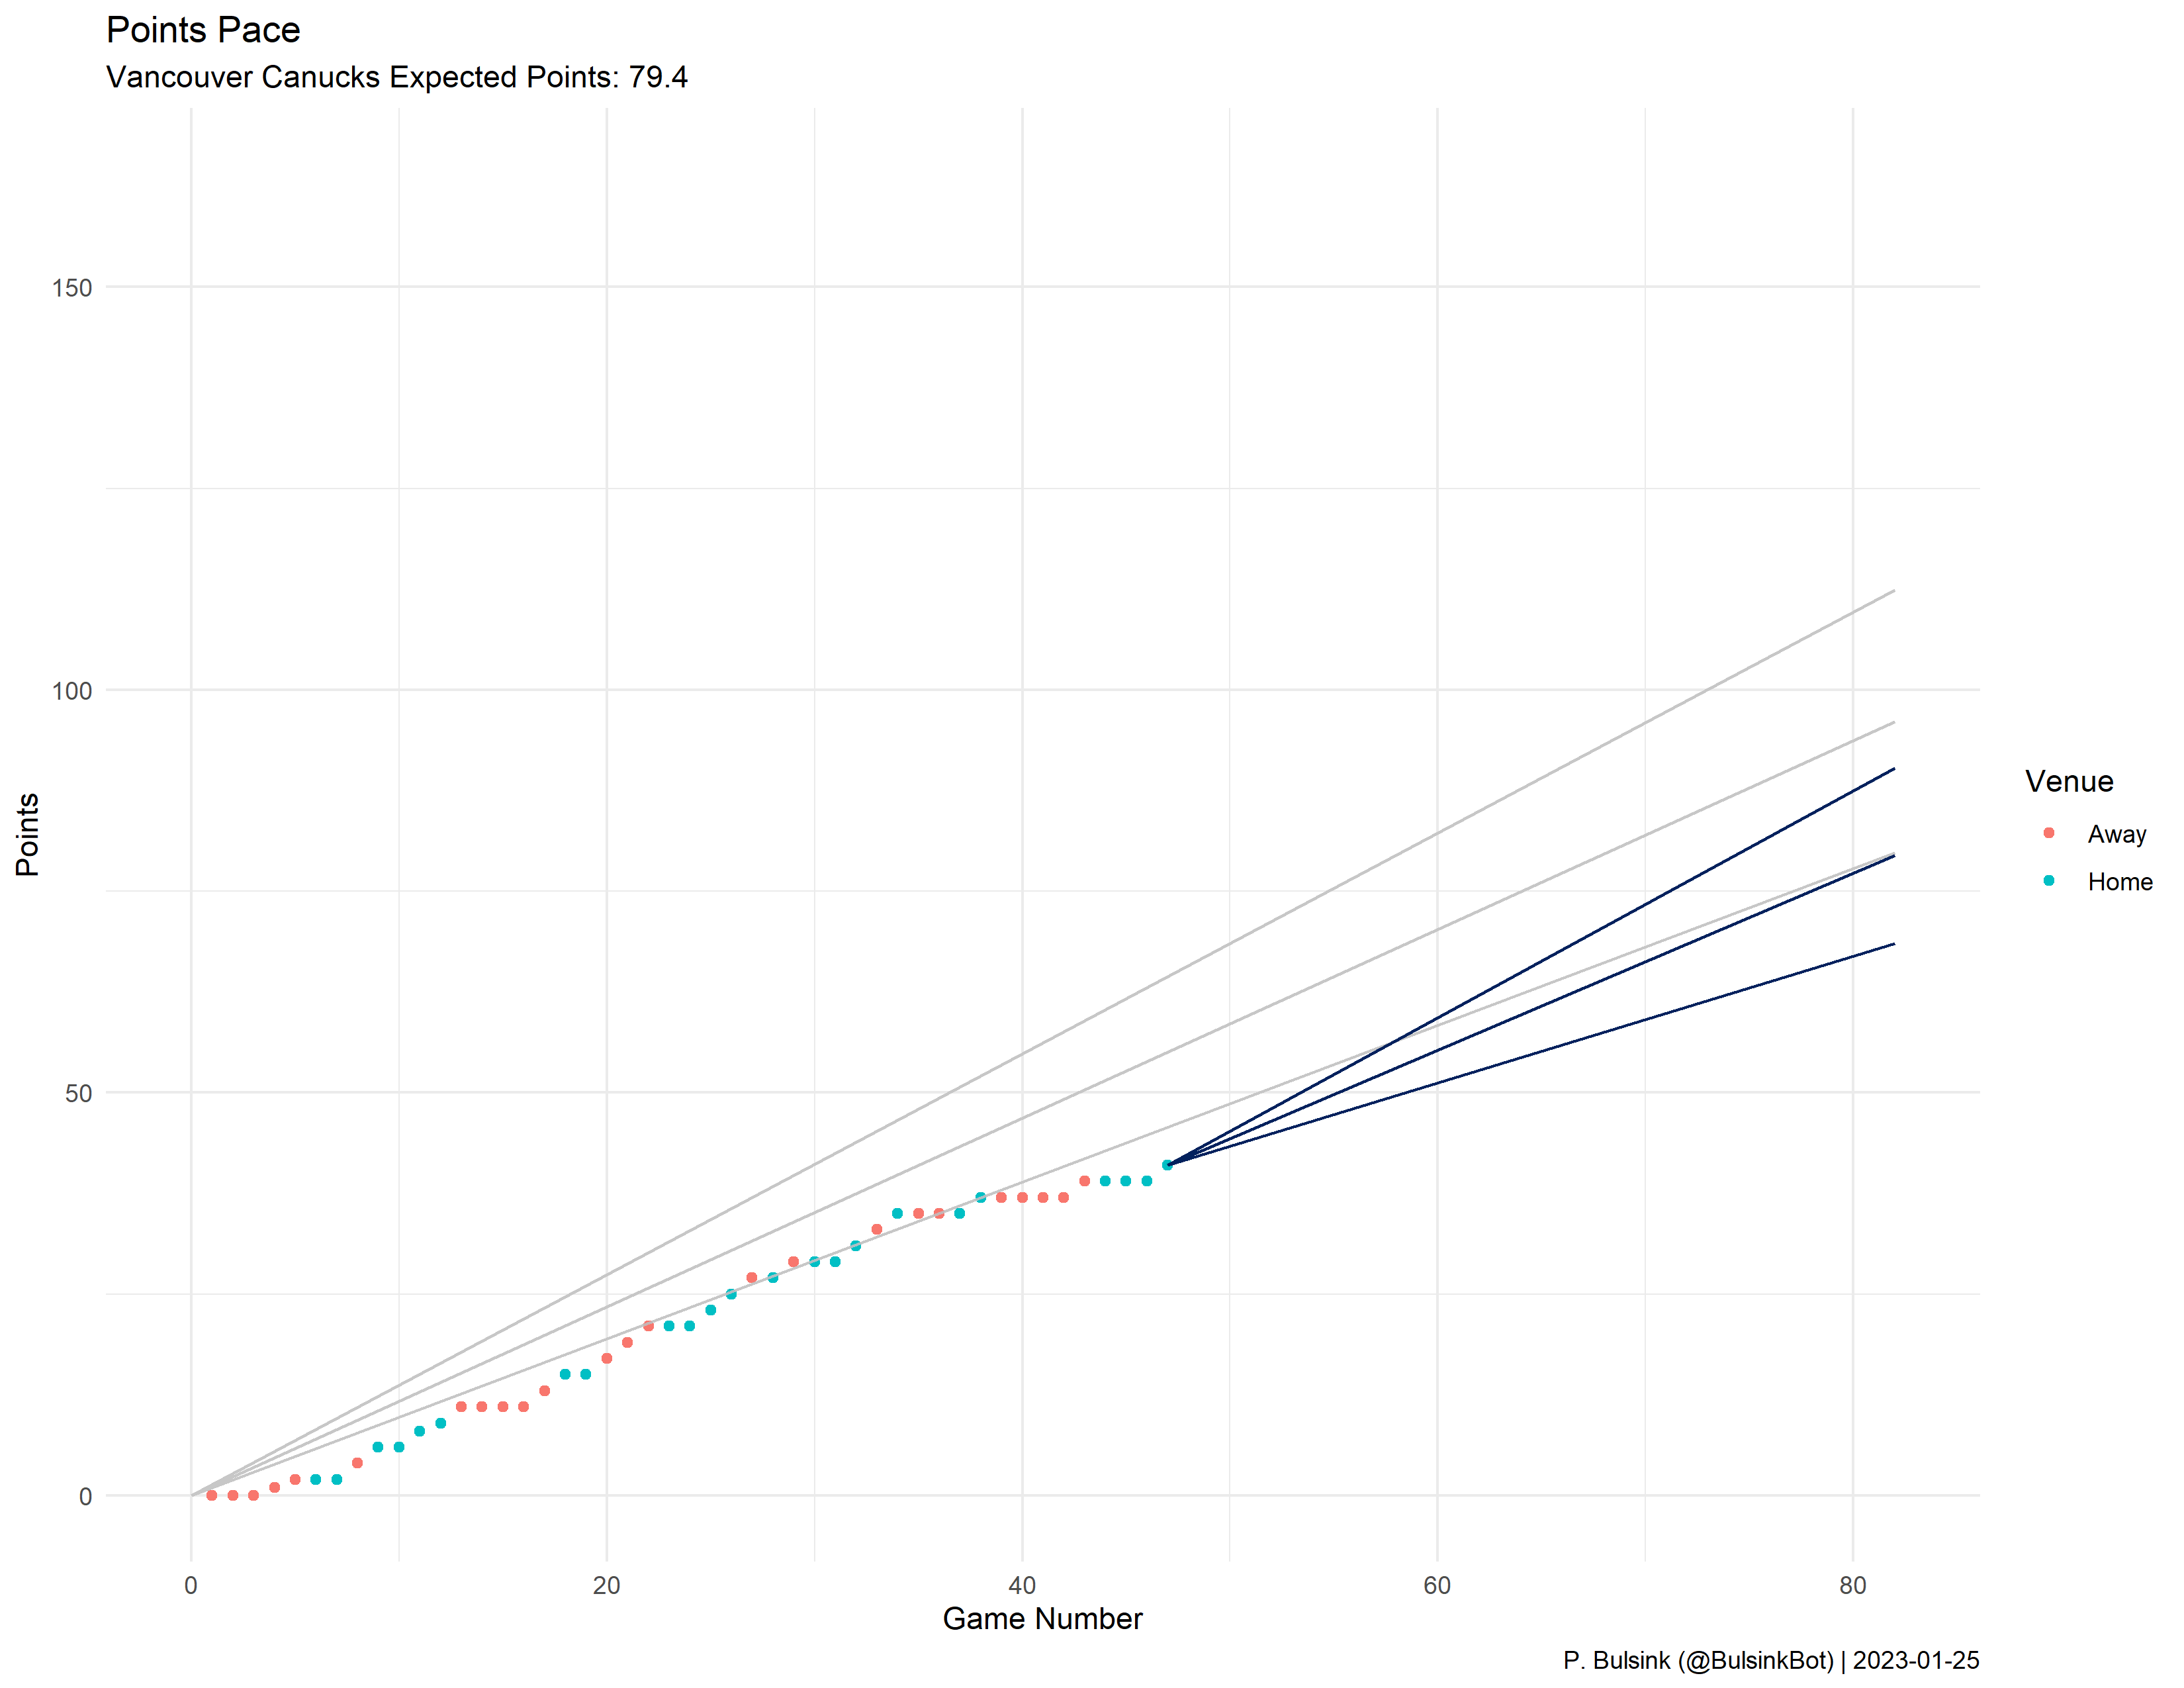 Points Pace
Vancouver Canucks Expected Points: 79.4
150
100
50
0
Points
0 20 40 60 80
Game Number
Venue
Away
Home
P. Bulsink (@BulsinkBot) | 2023-01-25